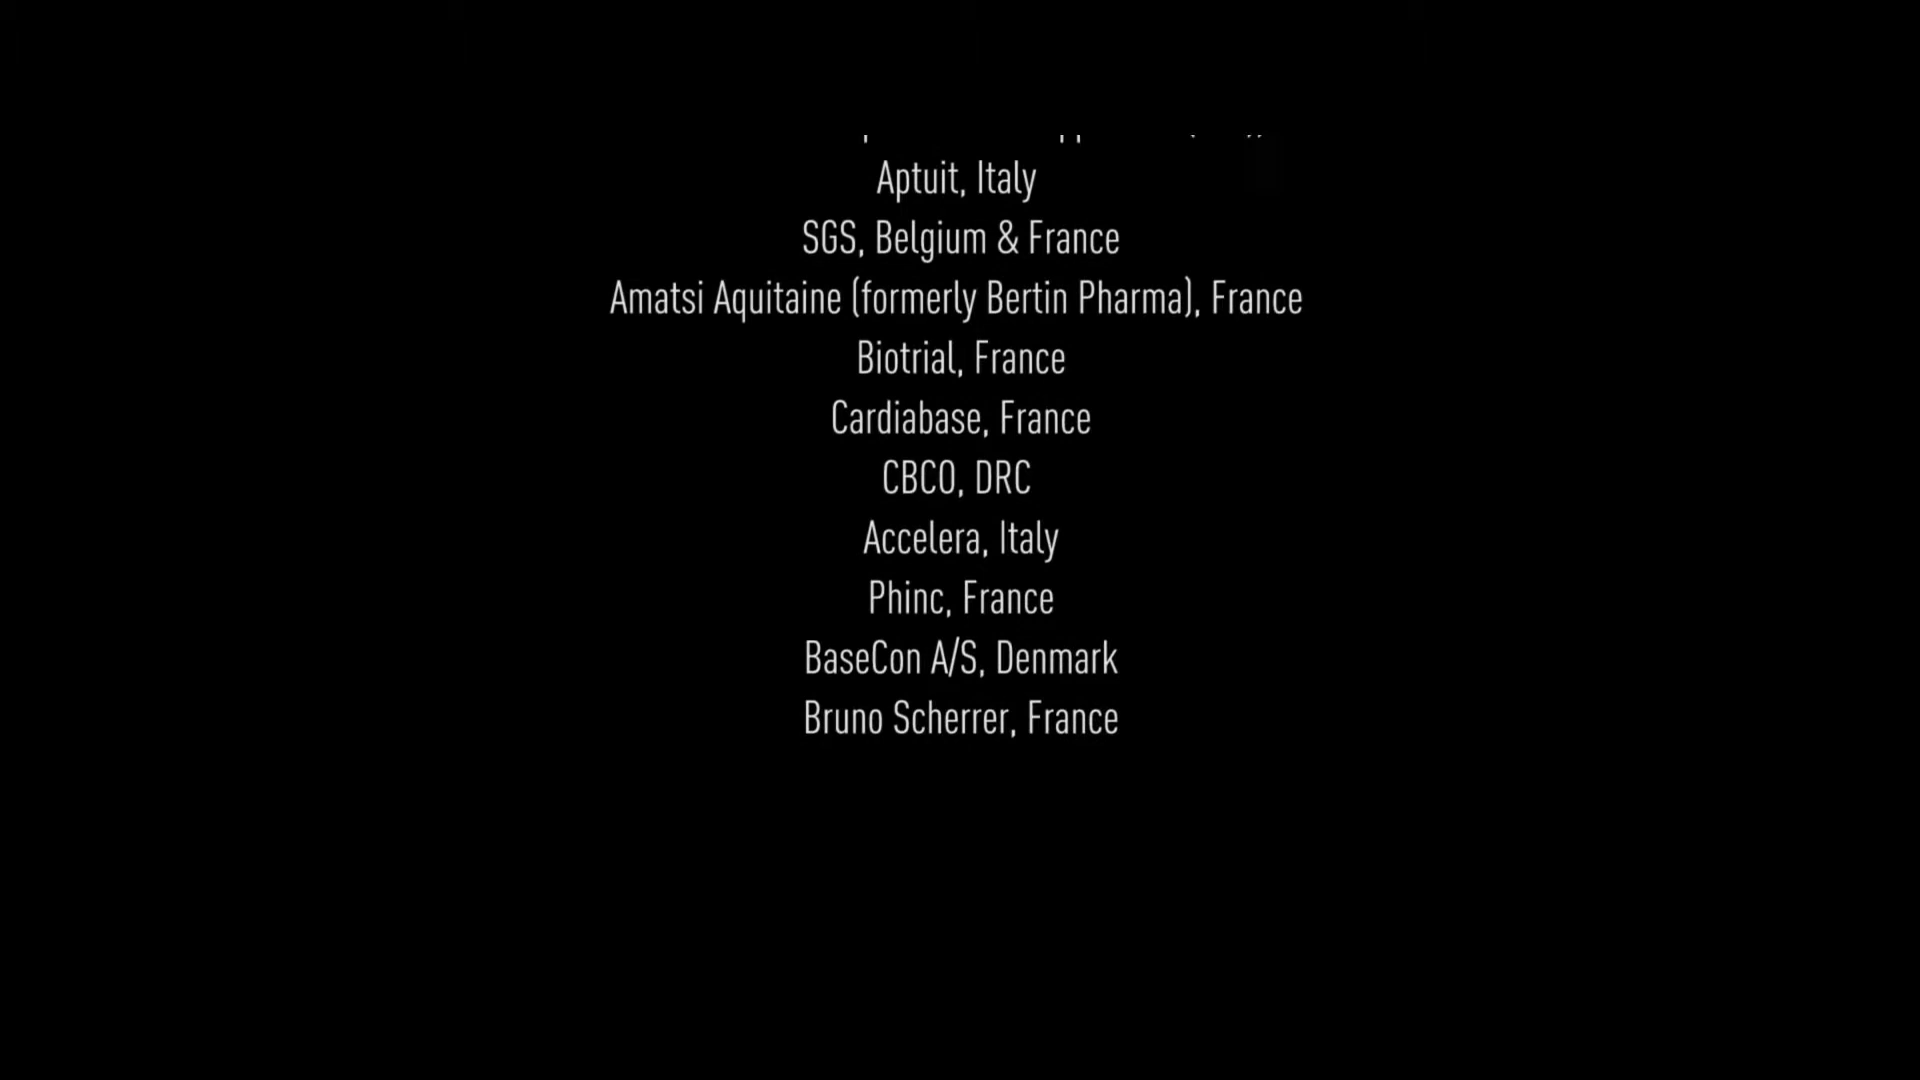 Aptuit, Italy
SGS, Belgium & France
Amatsi Aquitaine (formerly Bertin Pharma), France
Biotrial, France
Cardiabase, France
CBCO, DRC
Accelera, Italy
Phinc, France
BaseCon A/S, Denmark
Bruno Scherrer, France